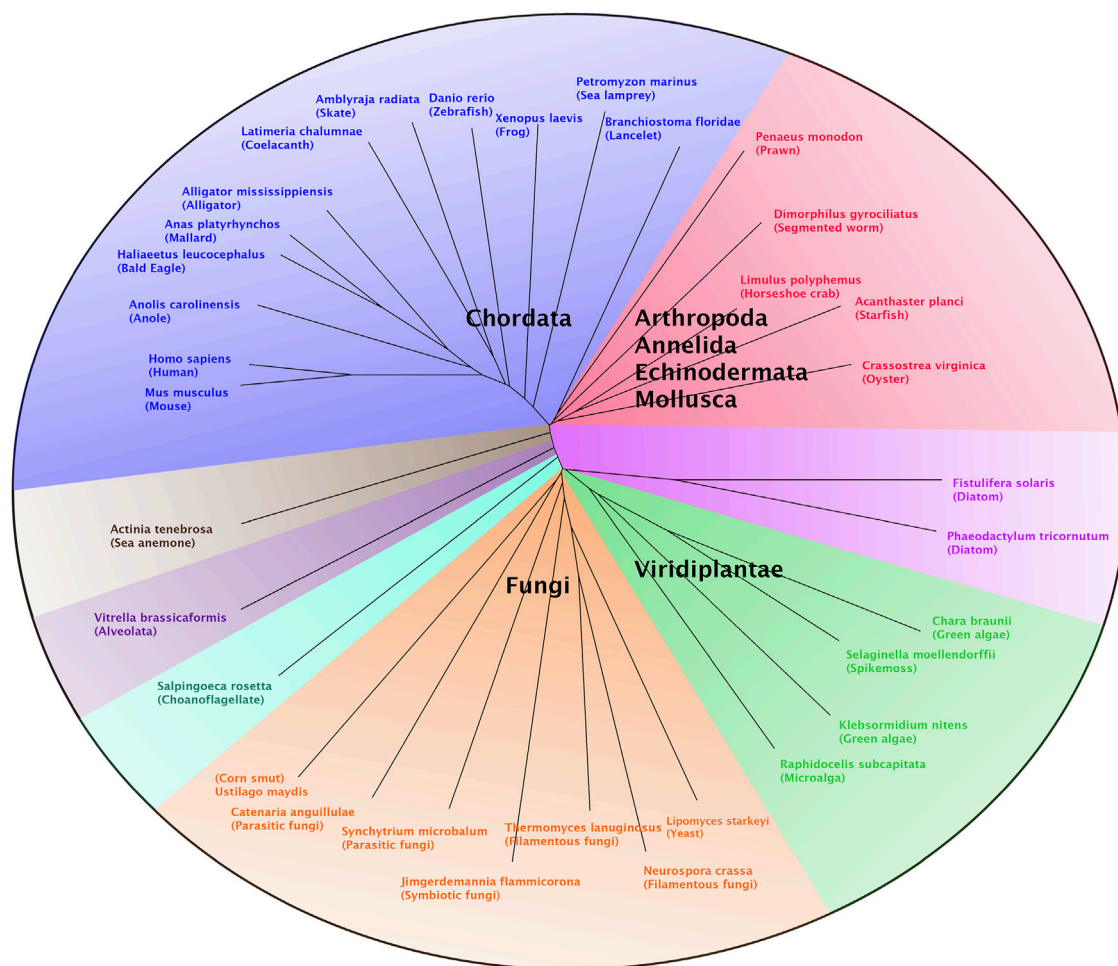 Petromyzon marinus
(Sea lamprey)
Amblyraja radiata
(Skate)
Danio rerio
(Zebrafish)
Xenopus laevis
(Frog)
Branchiostoma floridae
(Lancelet)
Latimeria chalumnae
(Coelacanth)
Penaeus monodon
(Prawn)
Alligator mississippiensis
(Alligator)
Anas platyrhynchos
(Mallard)
Haliaeetus leucocephalus
(Bald Eagle)
Dimorphilus gyrociliatus
(Segmented worm)
Limulus polyphemus
(Horseshoe crab)
Acanthaster planci
(Starfish)
Anolis carolinensis
(Anole)
Chordata
Arthropoda
Annelida
Echinodermata
Mollusca
Homo sapiens
(Human)
Mus musculus
(Mouse)
Crassostrea virginica
(Oyster)
Fistulifera solaris
(Diatom)
Actinia tenebrosa
(Sea anemone)
Phaeodactylum tricornutum
(Diatom)
Fungi
Viridiplantae
Vitrella brassicaformis
(Alveolata)
Chara braunii
(Green algae)
Selaginella moellendorffii
(Spikemoss)
Salpingoeca rosetta
(Choanoflagellate)
Klebsormidium nitens
(Green algae)
Raphidocelis subcapitata
(Microalga)
(Corn smut)
Ustilago maydis
Catenaria anguillulae
(Parasitic fungi)
Synchytrium microbalum
(Parasitic fungi)
Thermomyces lanuginosus
(Filamentous fungi)
Lipomyces starkeyi
(Yeast)
Jimgerdemannia flammicorona
(Symbiotic fungi)
Neurospora crassa
(Filamentous fungi)